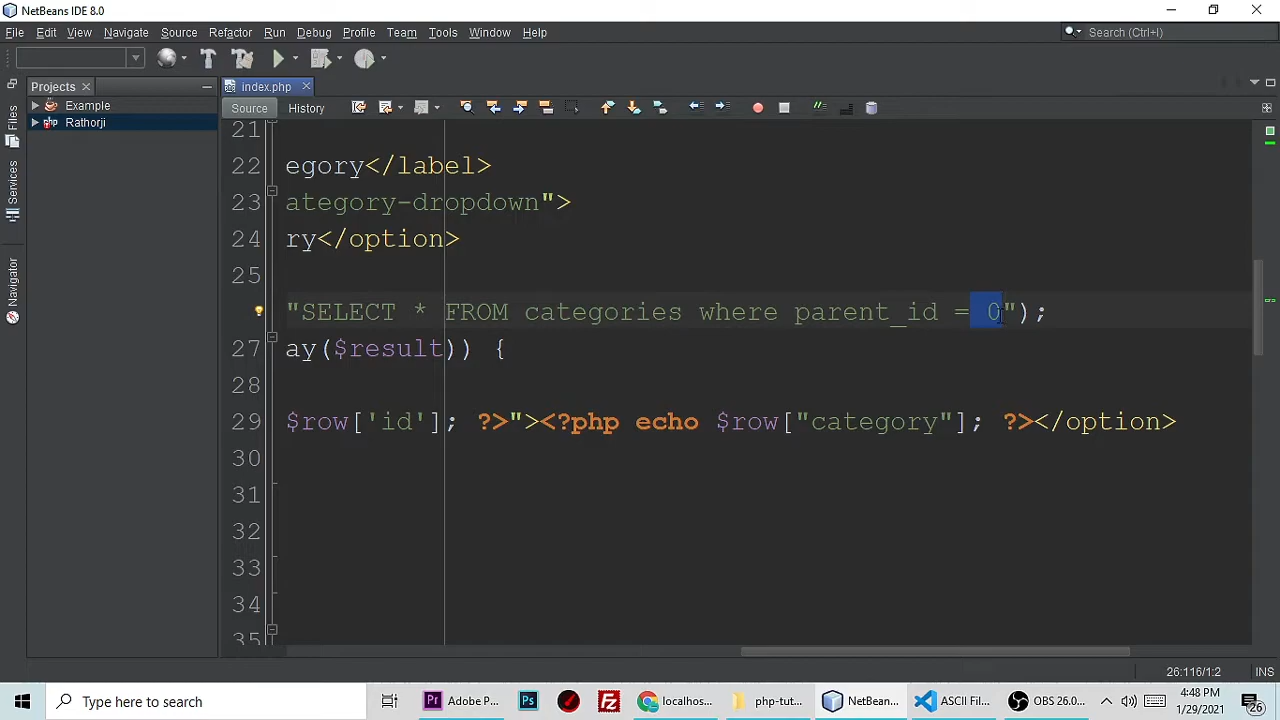 NetBeans IDE 8.0
File Edit View Navigate Source Refactor Run Debug Profile Team Tools Window Help
Search (Ctrl+I)
Projects
index.php
Source History
Files
Services
Navigator
Example
Rathorji
21
22 egory</label>
23 ategory-dropdown">
24 ry</option>
25
"SELECT * FROM categories where parent_id = 0");
27 ay($result)) {
28
29 $row['id']; ?>"><?php echo $row["category"]; ?></option>
30
31
32
33
34
35
26:116/1:2 INS
Type here to search
Adobe P...
Ps
localhos...
php-tut...
NetBean...
ASCII Fil...
OBS 26.0...
4:48 PM
1/29/2021
26